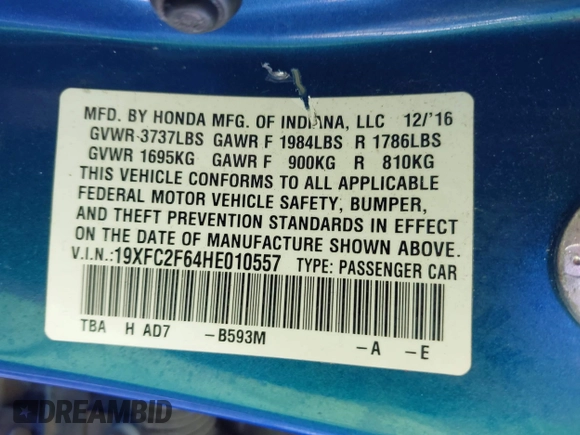 MFD. BY HONDA MFG. OF INDIANA, LLC 12/'16
GVWR-3737LBS GAWR F 1984LBS R 1786LBS
GVWR 1695KG GAWR F 900KG R 810KG
THIS VEHICLE CONFORMS TO ALL APPLICABLE
FEDERAL MOTOR VEHICLE SAFETY, BUMPER,
AND THEFT PREVENTION STANDARDS IN EFFECT
ON THE DATE OF MANUFACTURE SHOWN ABOVE.
V.I.N.:19XFC2F64HE010557 TYPE: PASSENGER CAR
TBA H AD7 -B593M -A -E
DREAMBID